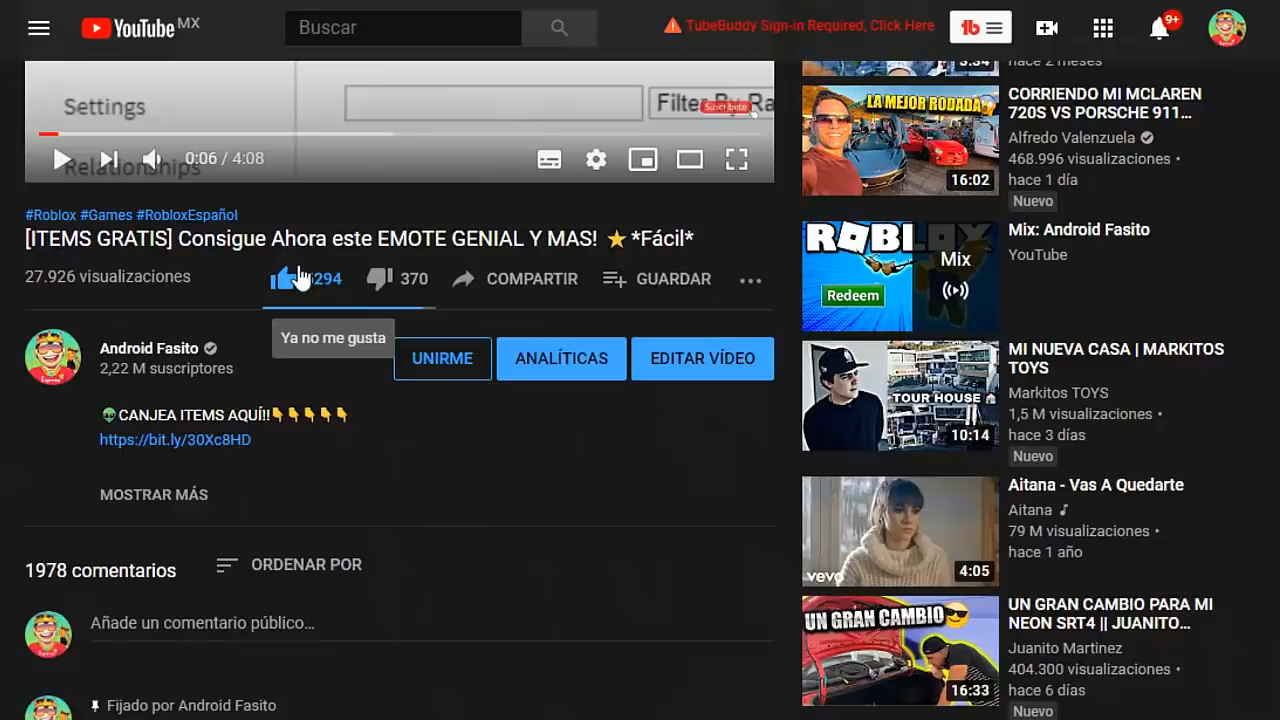 YouTube MX
Buscar
TubeBuddy Sign-in Required, Click Here
tb
9+
Settings
Filter By Ra
Suscríbete
0:06 / 4:08
Relationships
#Roblox #Games #RobloxEspañol
[ITEMS GRATIS] Consigue Ahora este EMOTE GENIAL Y MAS! ⭐*Fácil*
27.926 visualizaciones
294
370
COMPARTIR
GUARDAR
Ya no me gusta
Android Fasito
2,22 M suscriptores
UNIRME
ANALÍTICAS
EDITAR VÍDEO
👽CANJEA ITEMS AQUÍ!!👇👇👇👇👇
https://bit.ly/30Xc8HD
MOSTRAR MÁS
1978 comentarios
ORDENAR POR
Añade un comentario público...
Fijado por Android Fasito
3:34
hace 2 meses
LA MEJOR RODADA
16:02
CORRIENDO MI MCLAREN
720S VS PORSCHE 911...
Alfredo Valenzuela
468.996 visualizaciones •
hace 1 día
Nuevo
ROBLOX
Redeem
Mix
Mix: Android Fasito
YouTube
TOUR HOUSE
10:14
MI NUEVA CASA | MARKITOS
TOYS
Markitos TOYS
1,5 M visualizaciones •
hace 3 días
Nuevo
vevo
4:05
Aitana - Vas A Quedarte
Aitana
79 M visualizaciones •
hace 1 año
UN GRAN CAMBIO
16:33
UN GRAN CAMBIO PARA MI
NEON SRT4 || JUANITO...
Juanito Martinez
404.300 visualizaciones •
hace 6 días
Nuevo